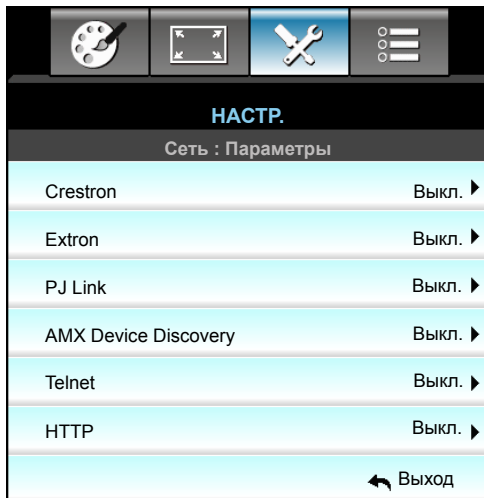 НАСТР.
Сеть : Параметры
Crestron Выкл.
Extron Выкл.
PJ Link Выкл.
AMX Device Discovery Выкл.
Telnet Выкл.
HTTP Выкл.
Выход